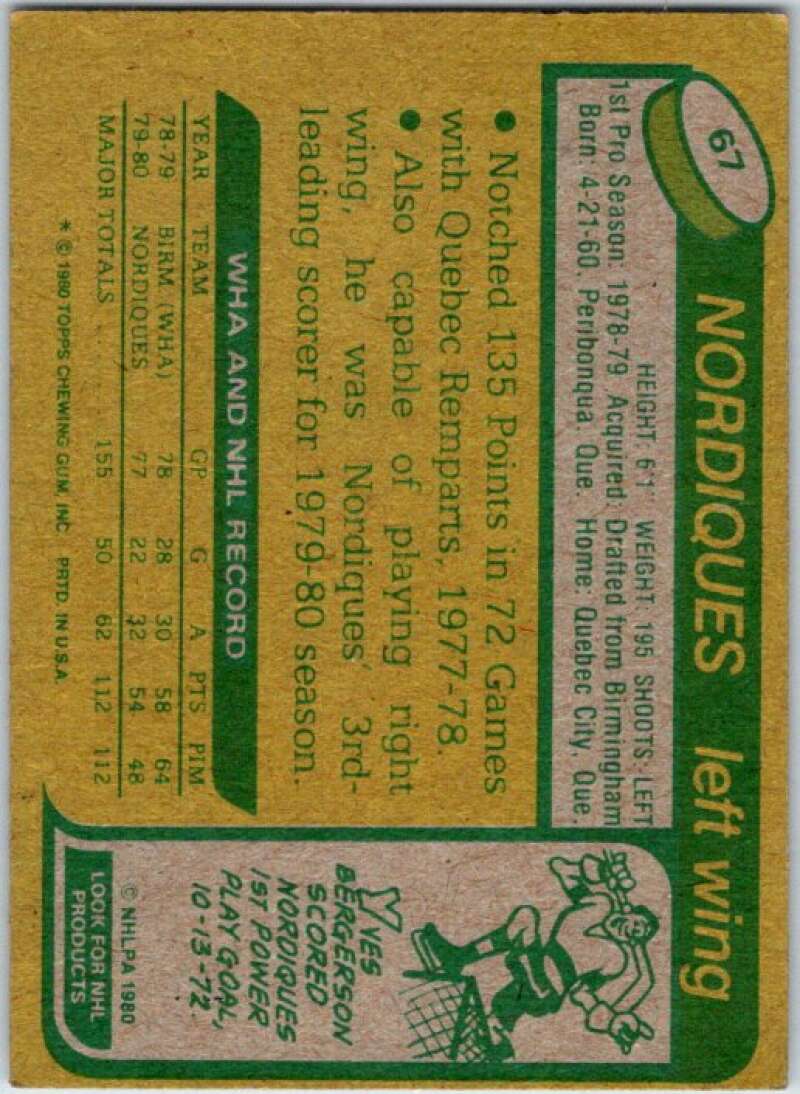 67
NORDIQUES left wing
HEIGHT: 6'1" WEIGHT: 195 SHOOTS: LEFT
1st Pro Season: 1978-79. Acquired: Drafted from Birmingham
Born: 4-21-60, Peribonqua Que. Home: Quebec City, Que.
• Notched 135 Points in 72 Games
with Quebec Remparts, 1977-78.
• Also capable of playing right
wing, he was Nordiques' 3rd-
leading scorer for 1979-80 season.
WHA AND NHL RECORD
YEAR TEAM GP G A PTS PIM
78-79 BIRM (WHA) 78 28 30 58 64
79-80 NORDIQUES 77 22 32 54 48
MAJOR TOTALS ..... 155 50 62 112 112
* © 1980 TOPPS CHEWING GUM, INC. PRTD. IN U.S.A.
YVES
BERGERSON
SCORED
NORDIQUES
1ST POWER
PLAY GOAL,
10-13-72.
© NHLPA 1980
LOOK FOR NHL
PRODUCTS